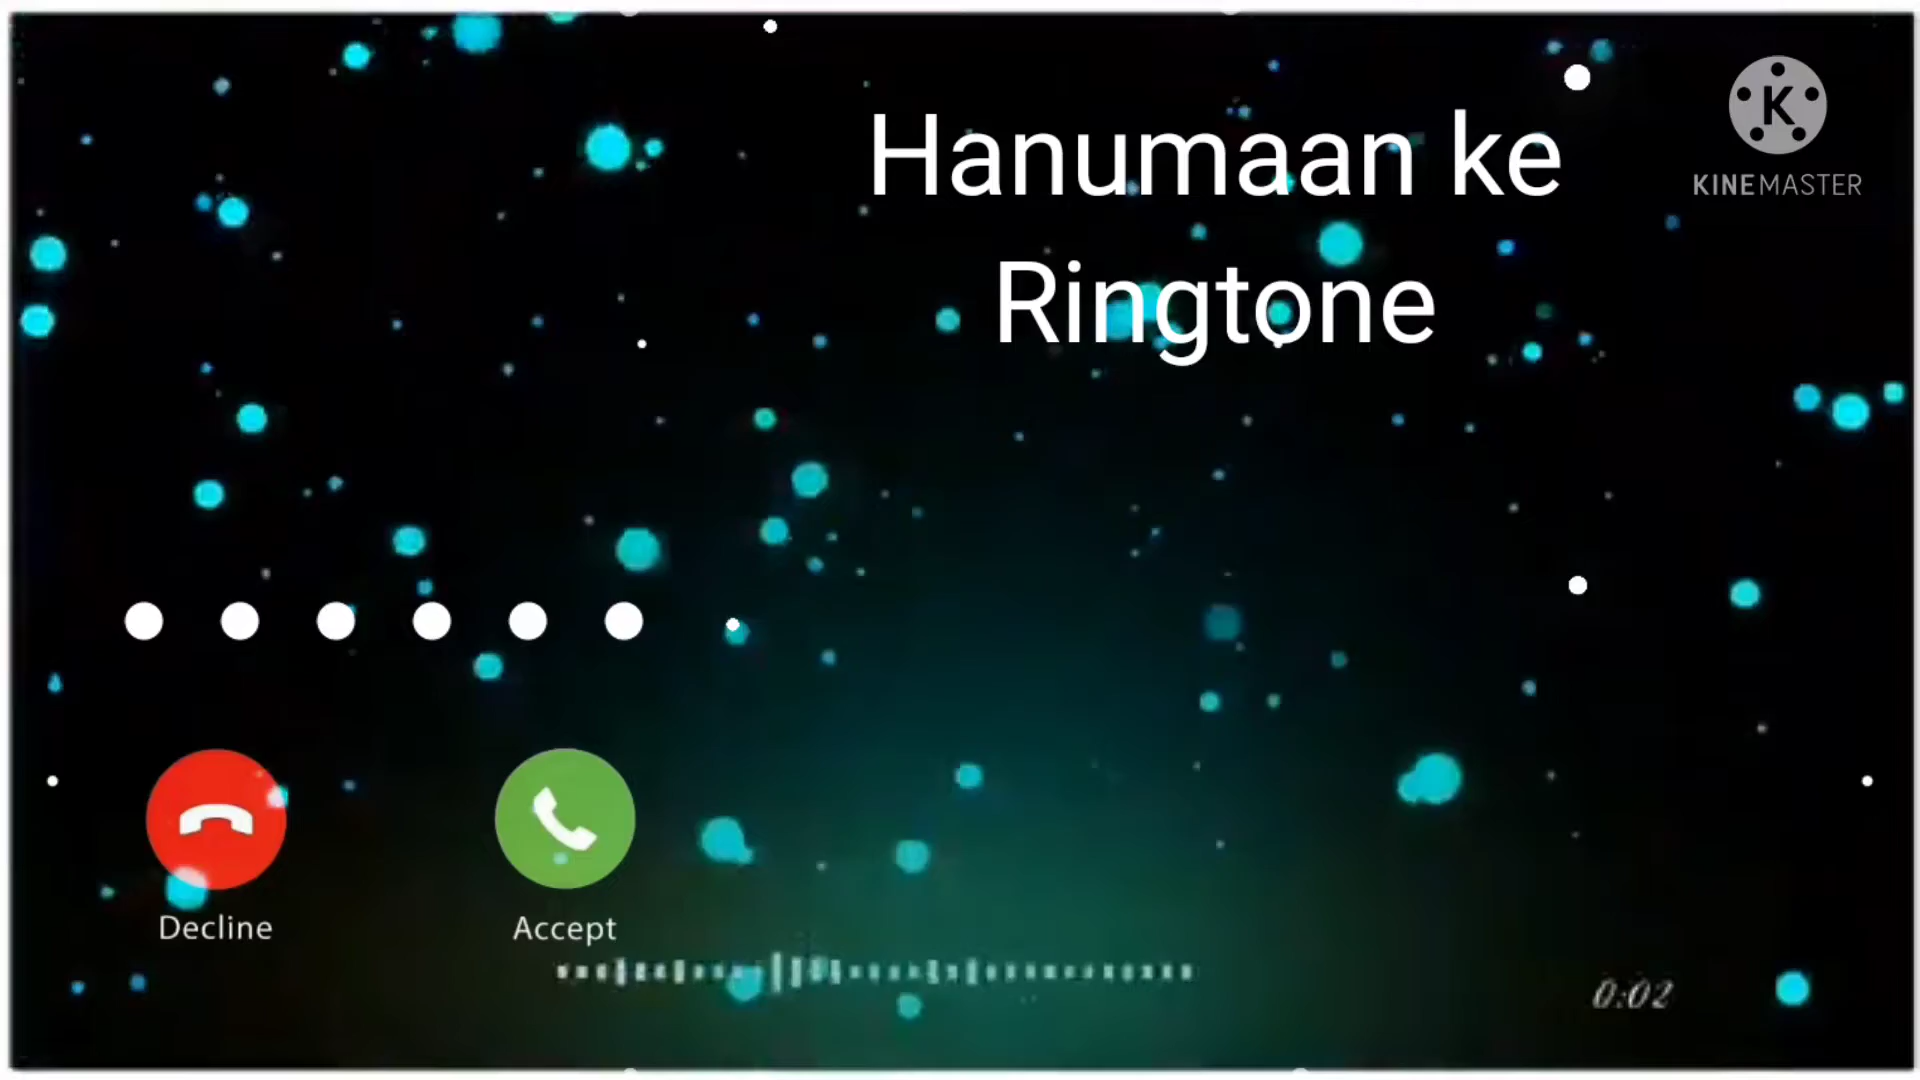 Hanumaan ke
Ringtone
K
KINEMASTER
Decline
Accept
0:02